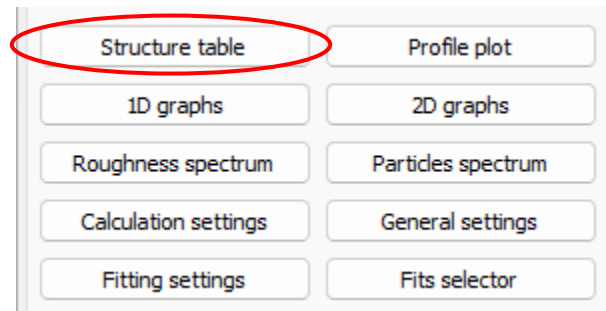 Structure table
Profile plot
1D graphs
2D graphs
Roughness spectrum
Particles spectrum
Calculation settings
General settings
Fitting settings
Fits selector